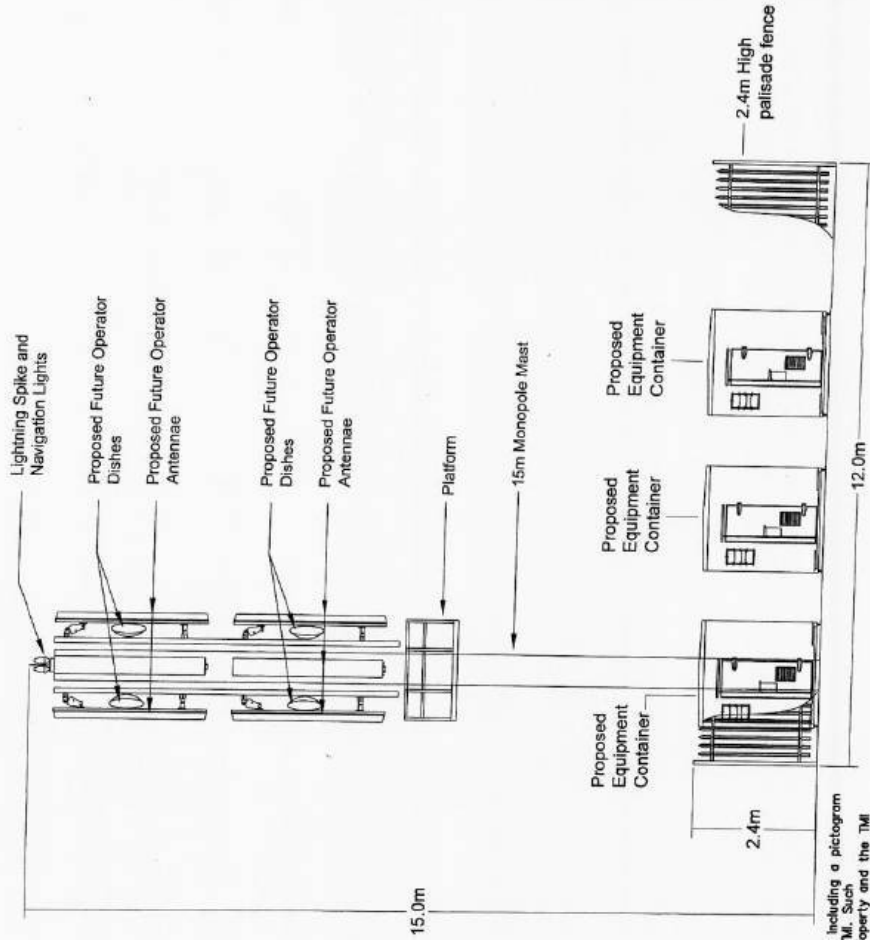 Lightning Spike and
Navigation Lights
Proposed Future Operator
Dishes
Proposed Future Operator
Antennae
Proposed Future Operator
Dishes
Proposed Future Operator
Antennae
Platform
15m Monopole Mast
15.0m
Proposed
Equipment
Container
Proposed
Equipment
Container
Proposed
Equipment
Container
2.4m High
palisade fence
2.4m
12.0m
Including a pictogram
Such
and the TMI